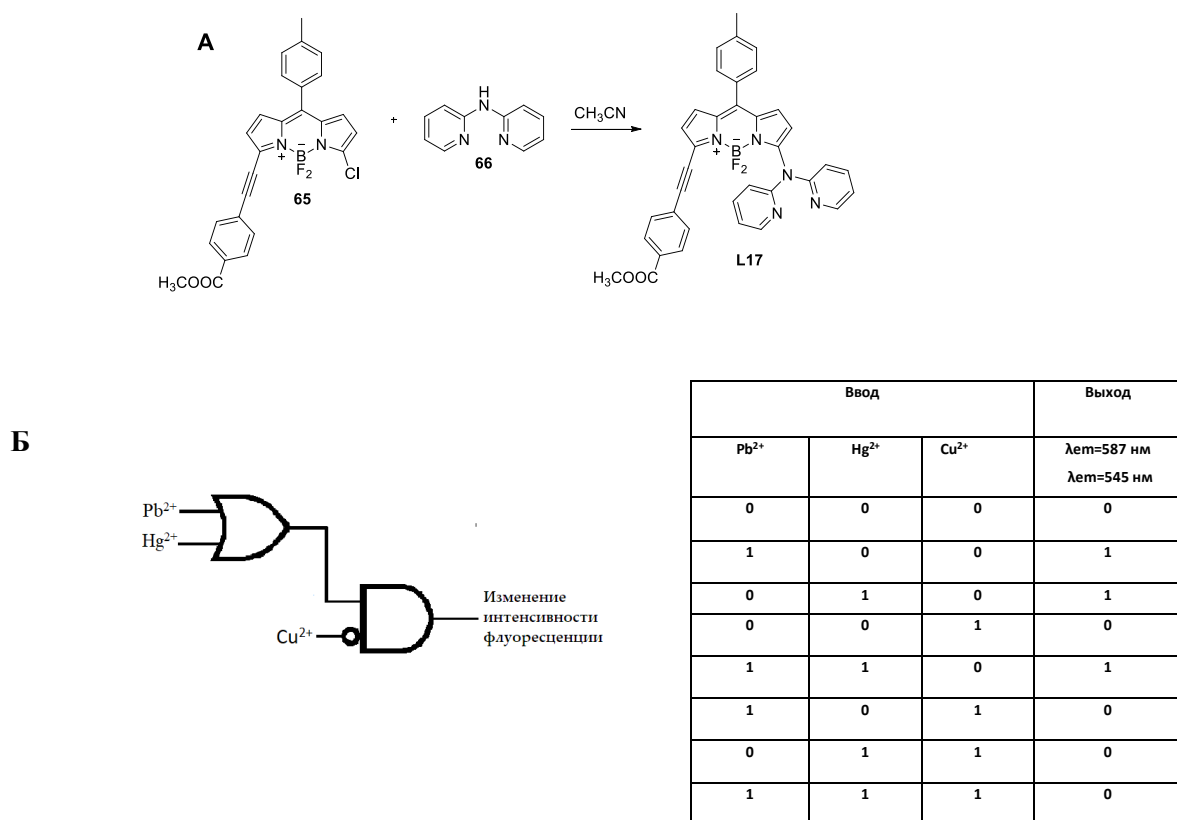 А
+
H
N
N
N
66
CH₃CN
N
+
B
-
N
F₂
Cl
65
H₃COOC
N
+
B
-
N
F₂
N
N
N
L17
H₃COOC
Б
Pb²⁺
Hg²⁺
Cu²⁺
Изменение
интенсивности
флуоресценции
Ввод Выход
Pb²⁺ Hg²⁺ Cu²⁺ λem=587 нм
λem=545 нм
0 0 0 0
1 0 0 1
0 1 0 1
0 0 1 0
1 1 0 1
1 0 1 0
0 1 1 0
1 1 1 0